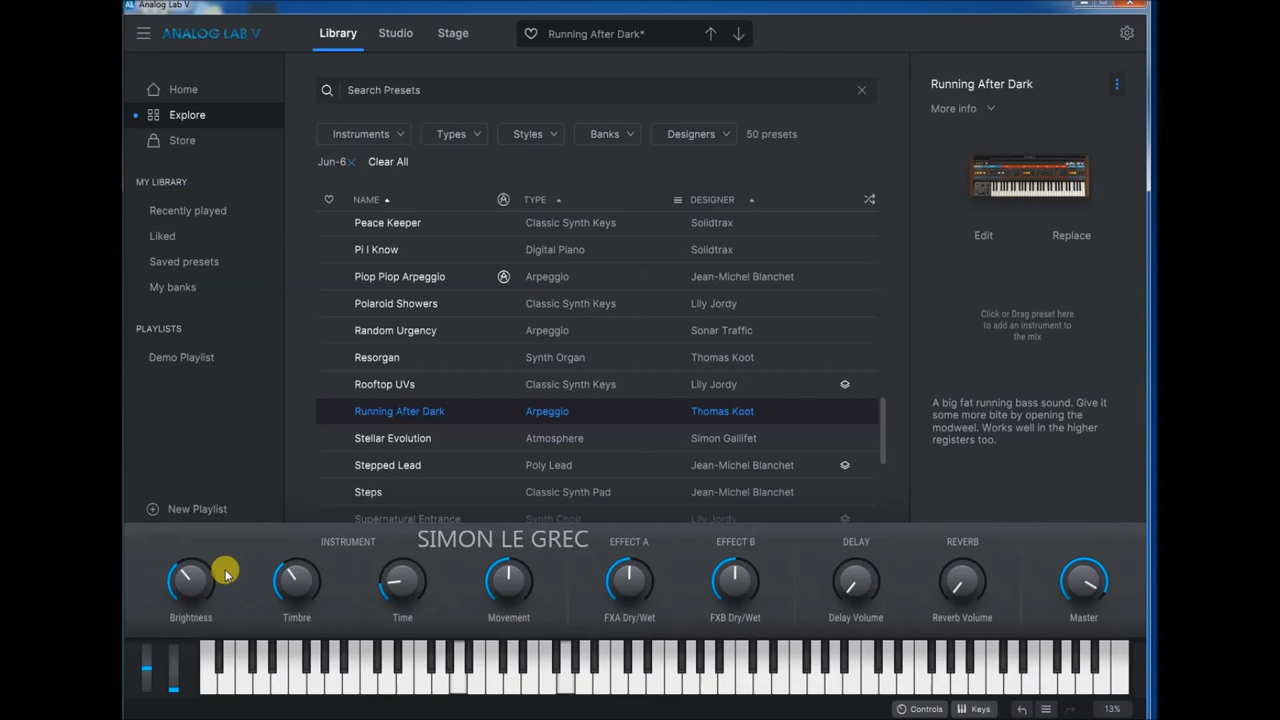 Analog Lab V
ANALOG LAB V
Library
Studio
Stage
Running After Dark*
Home
Explore
Store
MY LIBRARY
Recently played
Liked
Saved presets
My banks
PLAYLISTS
Demo Playlist
New Playlist
Search Presets
Instruments
Types
Styles
Banks
Designers
50 presets
Jun-6
Clear All
NAME TYPE DESIGNER
Peace Keeper Classic Synth Keys Solidtrax
Pi I Know Digital Piano Solidtrax
Piop Piop Arpeggio Arpeggio Jean-Michel Blanchet
Polaroid Showers Classic Synth Keys Lily Jordy
Random Urgency Arpeggio Sonar Traffic
Resorgan Synth Organ Thomas Koot
Rooftop UVs Classic Synth Keys Lily Jordy
Running After Dark Arpeggio Thomas Koot
Stellar Evolution Atmosphere Simon Gallifet
Stepped Lead Poly Lead Jean-Michel Blanchet
Steps Classic Synth Pad Jean-Michel Blanchet
Supernatural Entrance Synth Choir Lily Jordy
Running After Dark
More info
Edit
Replace
Click or Drag preset here
to add an instrument to
the mix
A big fat running bass sound. Give it
some more bite by opening the
modweel. Works well in the higher
registers too.
INSTRUMENT
SIMON LE GREC
EFFECT A
EFFECT B
DELAY
REVERB
Brightness
Timbre
Time
Movement
FXA Dry/Wet
FXB Dry/Wet
Delay Volume
Reverb Volume
Master
Controls
Keys
13%